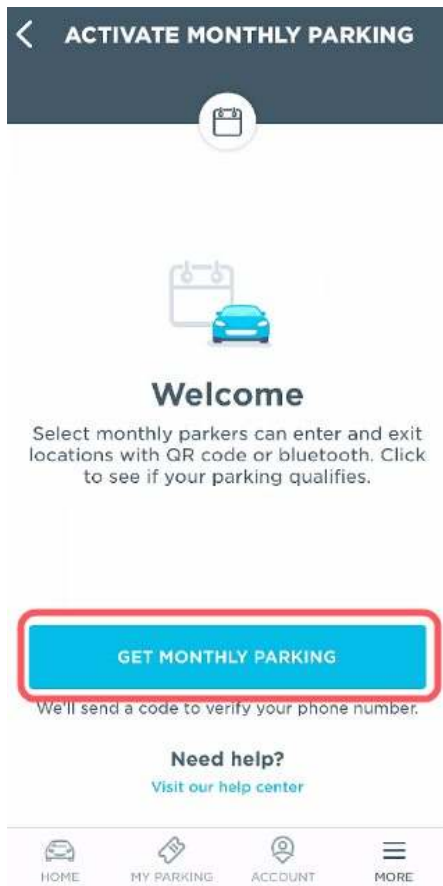 ACTIVATE MONTHLY PARKING
Welcome
Select monthly parkers can enter and exit
locations with QR code or bluetooth. Click
to see if your parking qualifies.
GET MONTHLY PARKING
We'll send a code to verify your phone number.
Need help?
Visit our help center
HOME MY PARKING ACCOUNT MORE